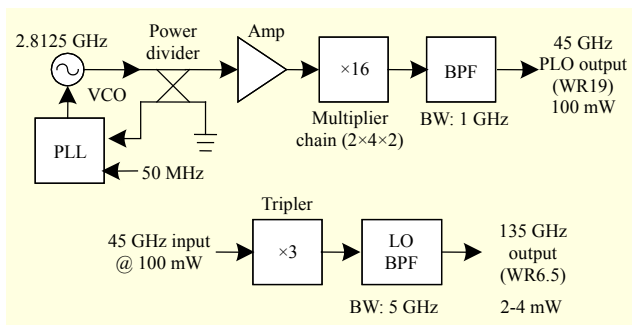 2.8125 GHz
Power
divider
Amp
45 GHz
PLO output
(WR19)
100 mW
×16
BPF
VCO
Multiplier
chain (2×4×2)
BW: 1 GHz
PLL
50 MHz
Tripler
45 GHz input
@ 100 mW
×3
LO
BPF
135 GHz
output
(WR6.5)
BW: 5 GHz
2-4 mW